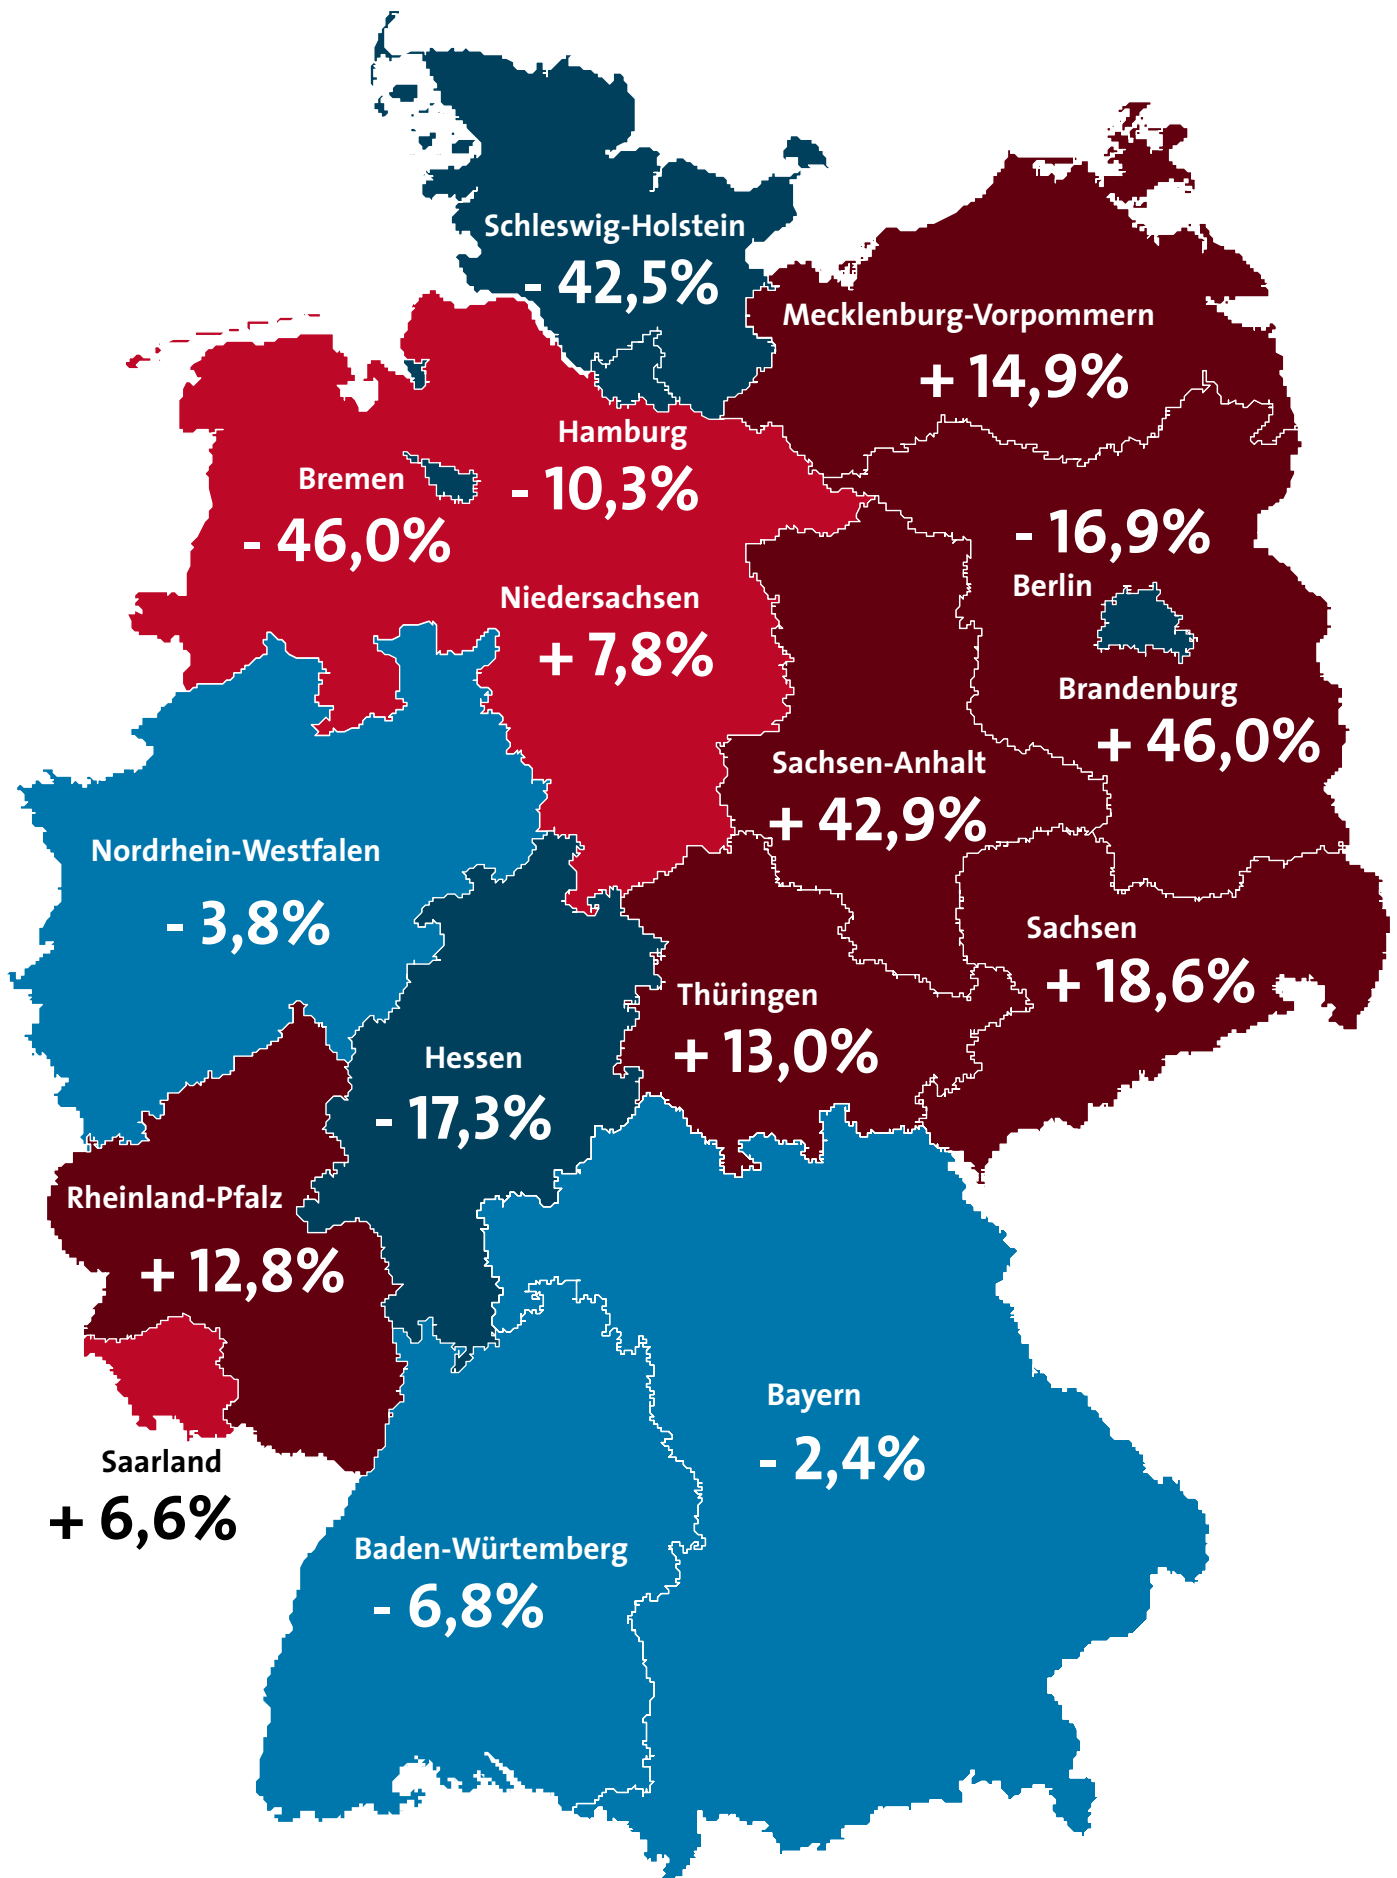 Schleswig-Holstein
- 42,5%
Mecklenburg-Vorpommern
+ 14,9%
Hamburg
- 10,3%
Bremen
- 46,0%
- 16,9%
Berlin
Niedersachsen
+ 7,8%
Brandenburg
+ 46,0%
Sachsen-Anhalt
+ 42,9%
Nordrhein-Westfalen
- 3,8%
Sachsen
+ 18,6%
Thüringen
+ 13,0%
Hessen
- 17,3%
Rheinland-Pfalz
+ 12,8%
Bayern
- 2,4%
Saarland
+ 6,6%
Baden-Würtemberg
- 6,8%